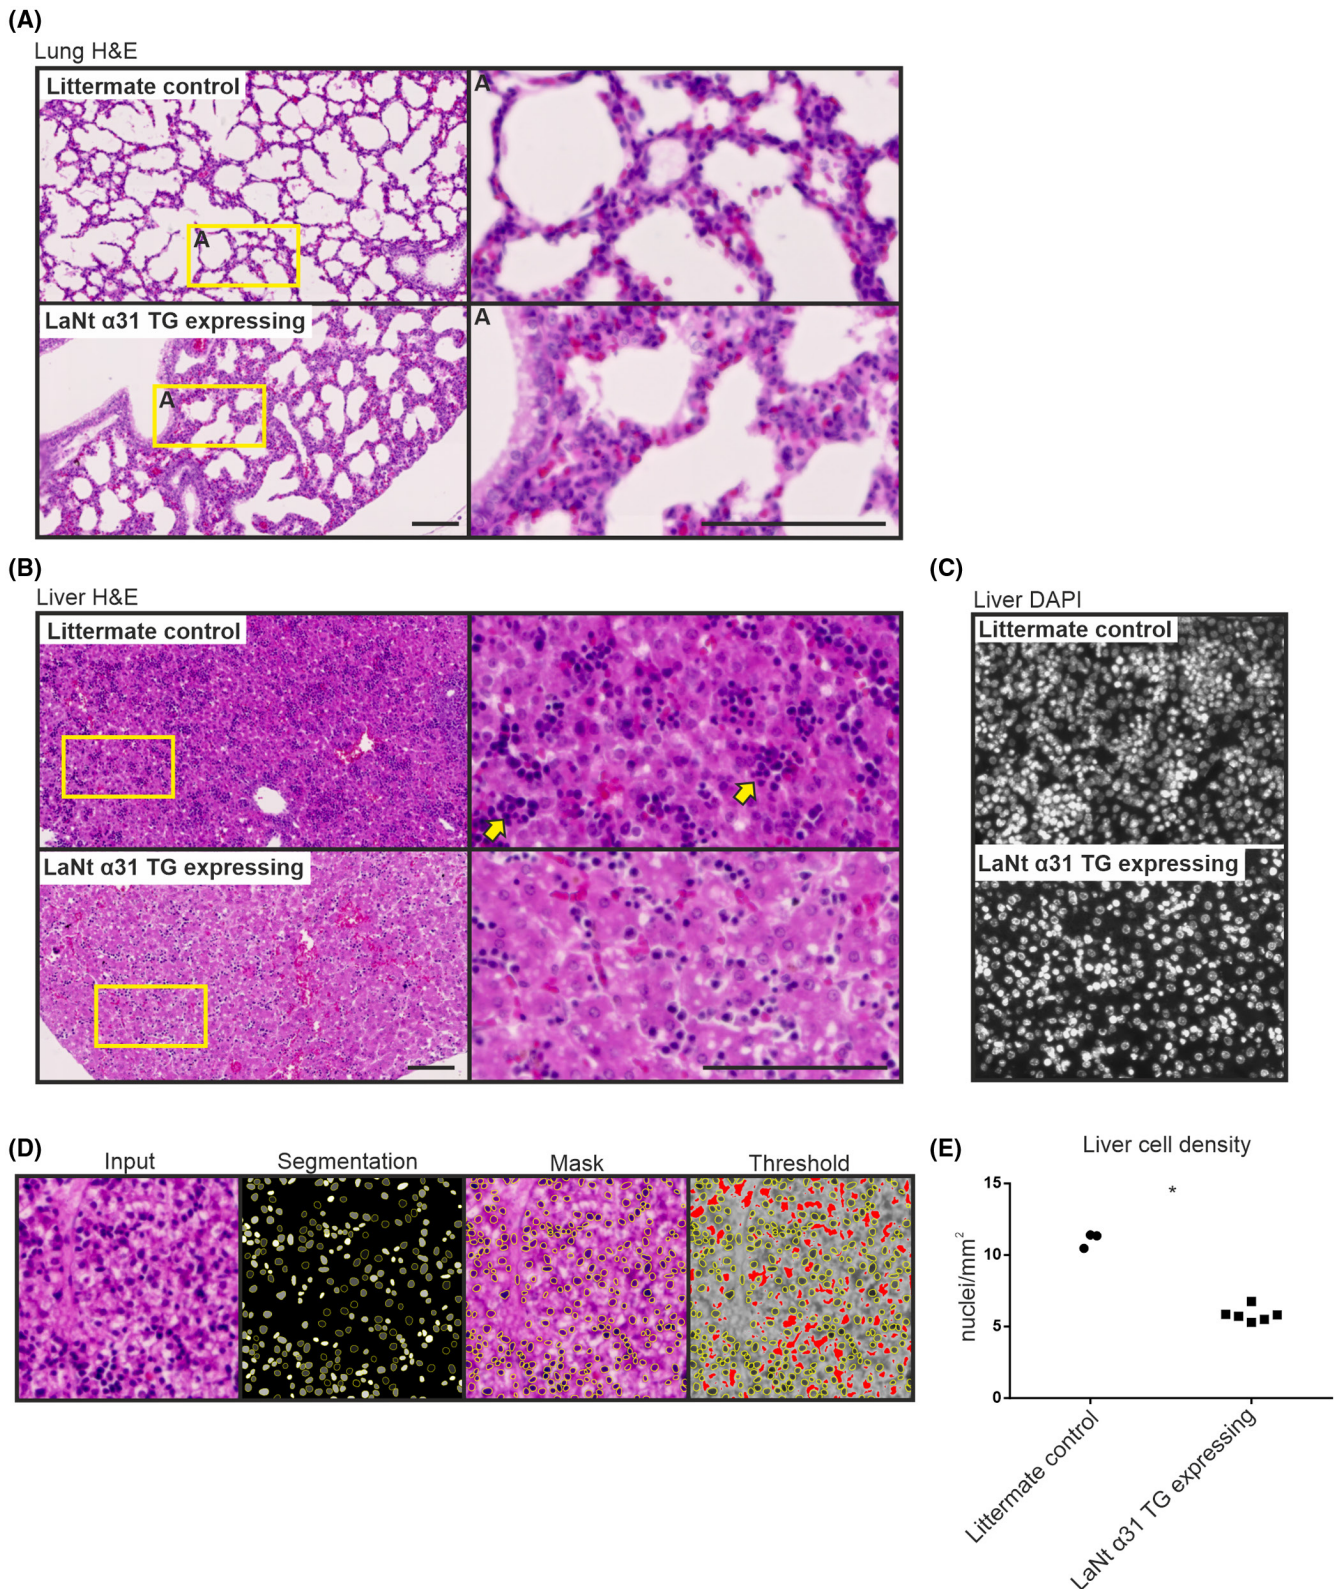 (A)
Lung H&E
Littermate control
A
A
LaNt α31 TG expressing
A
A
(B)
Liver H&E
Littermate control
LaNt α31 TG expressing
(C)
Liver DAPI
Littermate control
LaNt α31 TG expressing
(D)
Input
Segmentation
Mask
Threshold
(E)
Liver cell density
*
15
10
5
0
nuclei/mm²
Littermate control
LaNt α31 TG expressing